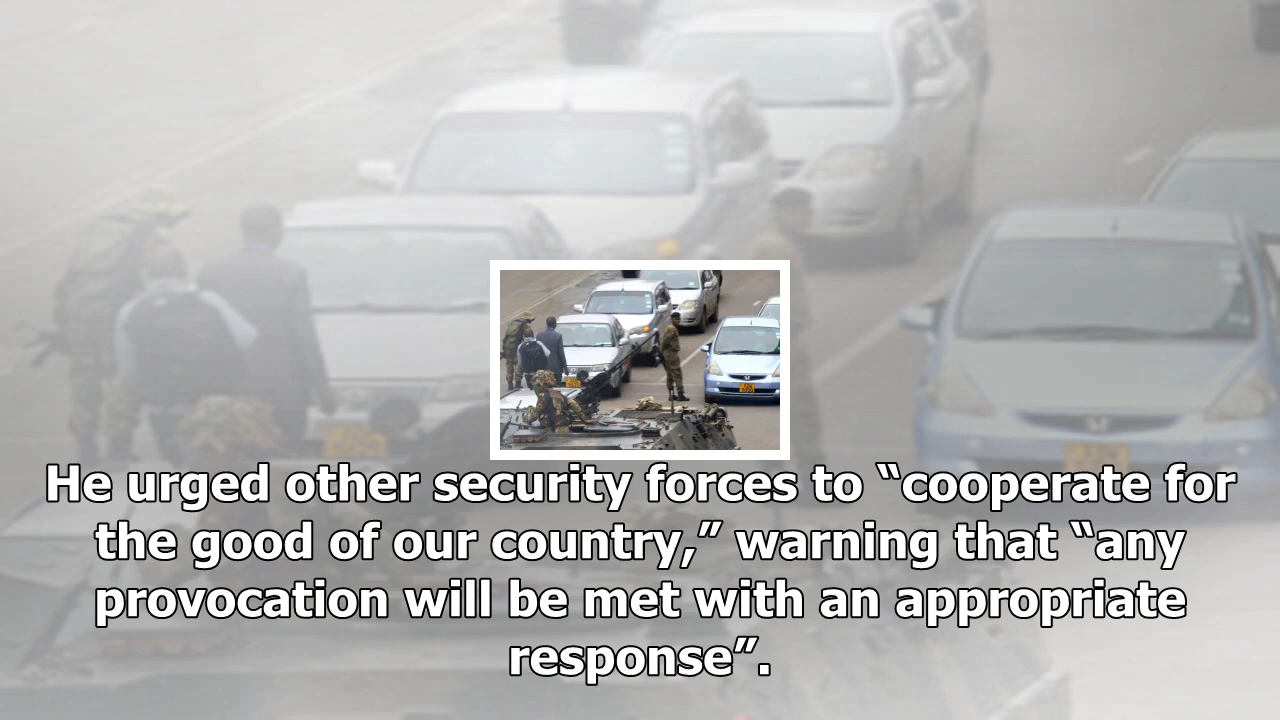 He urged other security forces to “cooperate for
the good of our country,” warning that “any
provocation will be met with an appropriate
response”.